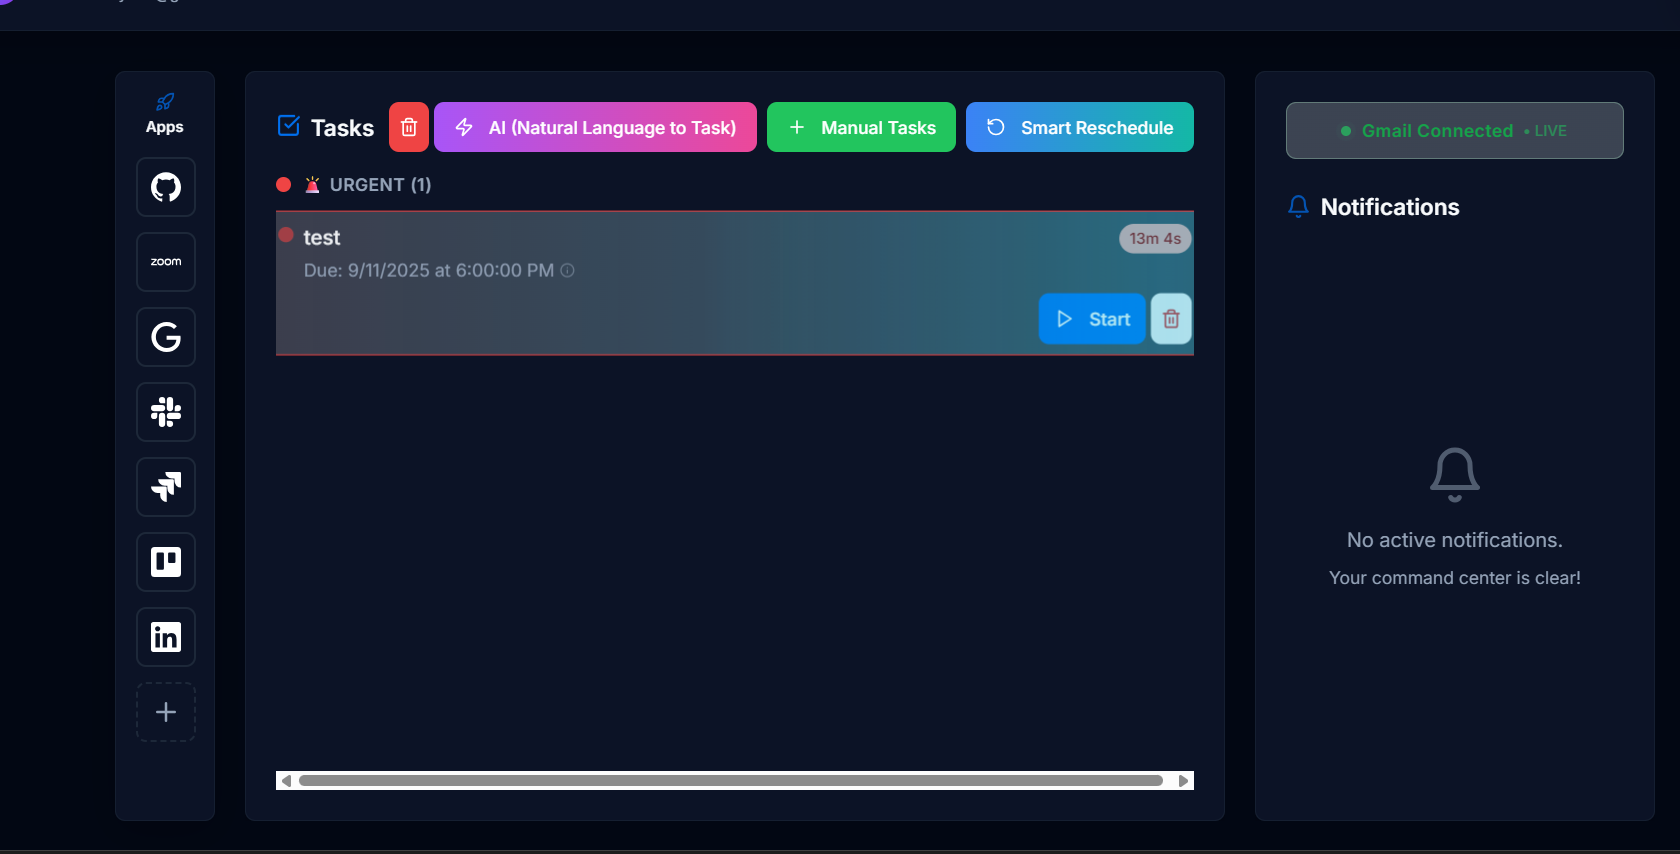 Apps
zoom
Tasks
AI (Natural Language to Task)
Manual Tasks
Smart Reschedule
URGENT (1)
test
13m 4s
Due: 9/11/2025 at 6:00:00 PM
Start
Gmail Connected • LIVE
Notifications
No active notifications.
Your command center is clear!